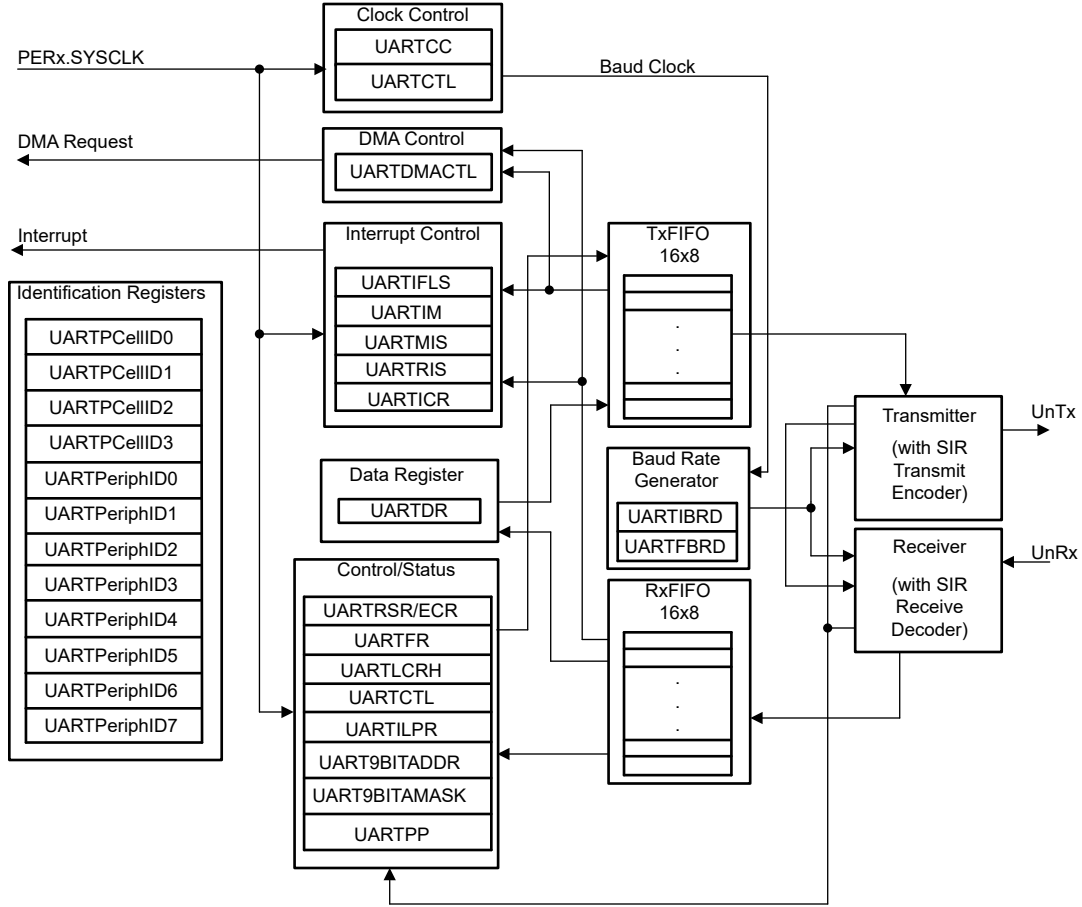 Clock Control
UARTCC
UARTCTL
PERx.SYSCLK
Baud Clock
DMA Request
DMA Control
UARTDMACTL
Interrupt
Interrupt Control
UARTIFLS
UARTIM
UARTMIS
UARTRIS
UARTICR
TxFIFO
16x8
.
.
.
Identification Registers
UARTPCellID0
UARTPCellID1
UARTPCellID2
UARTPCellID3
UARTPeriphID0
UARTPeriphID1
UARTPeriphID2
UARTPeriphID3
UARTPeriphID4
UARTPeriphID5
UARTPeriphID6
UARTPeriphID7
Data Register
UARTDR
Baud Rate
Generator
UARTIBRD
UARTFBRD
Transmitter
(with SIR
Transmit
Encoder)
UnTx
Receiver
(with SIR
Receive
Decoder)
UnRx
Control/Status
UARTRSR/ECR
UARTFR
UARTLCRH
UARTCTL
UARTILPR
UART9BITADDR
UART9BITAMASK
UARTPP
RxFIFO
16x8
.
.
.